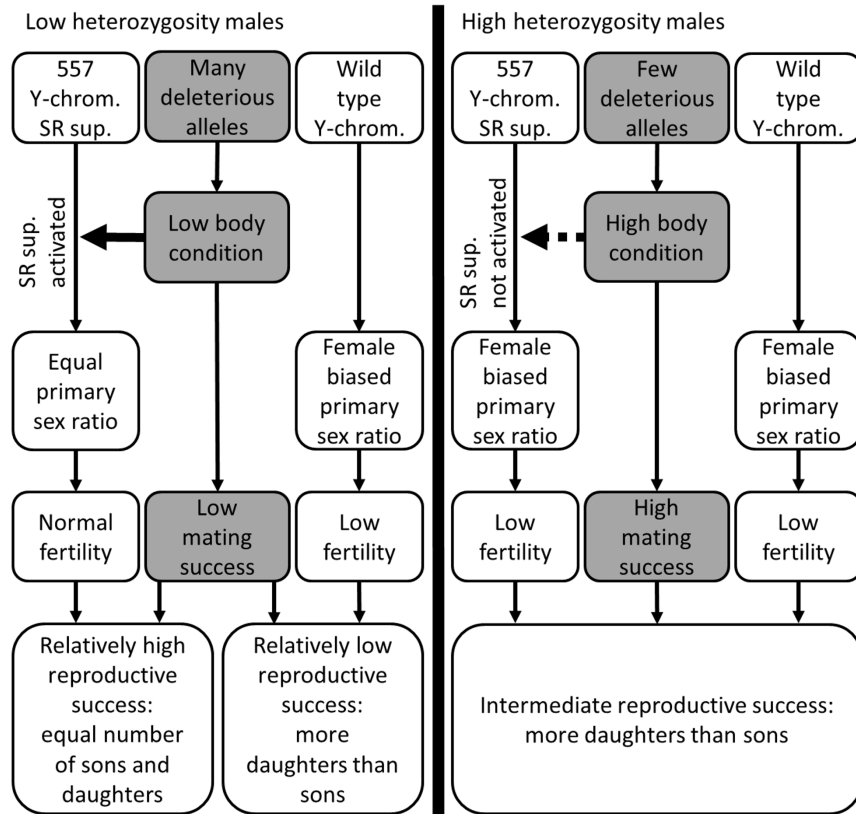 Low heterozygosity males
557
Y-chrom.
SR sup.
Many
deleterious
alleles
Wild
type
Y-chrom.
SR sup.
activated
Low body
condition
Equal
primary
sex ratio
Female
biased
primary
sex ratio
Normal
fertility
Low
mating
success
Low
fertility
Relatively high
reproductive
success:
equal number
of sons and
daughters
Relatively low
reproductive
success:
more
daughters than
sons
High heterozygosity males
557
Y-chrom.
SR sup.
Few
deleterious
alleles
Wild
type
Y-chrom.
SR sup.
not activated
High body
condition
Female
biased
primary
sex ratio
Female
biased
primary
sex ratio
Low
fertility
High
mating
success
Low
fertility
Intermediate reproductive success:
more daughters than sons